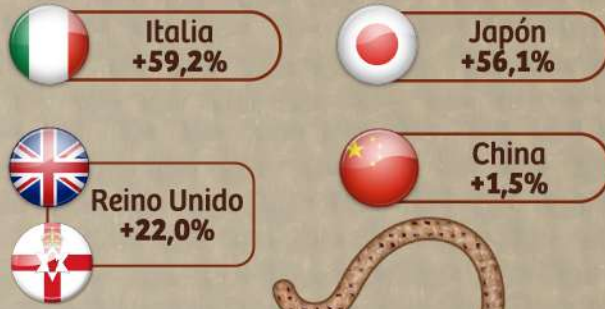 Italia
+59,2%
Japón
+56,1%
Reino Unido
+22,0%
China
+1,5%